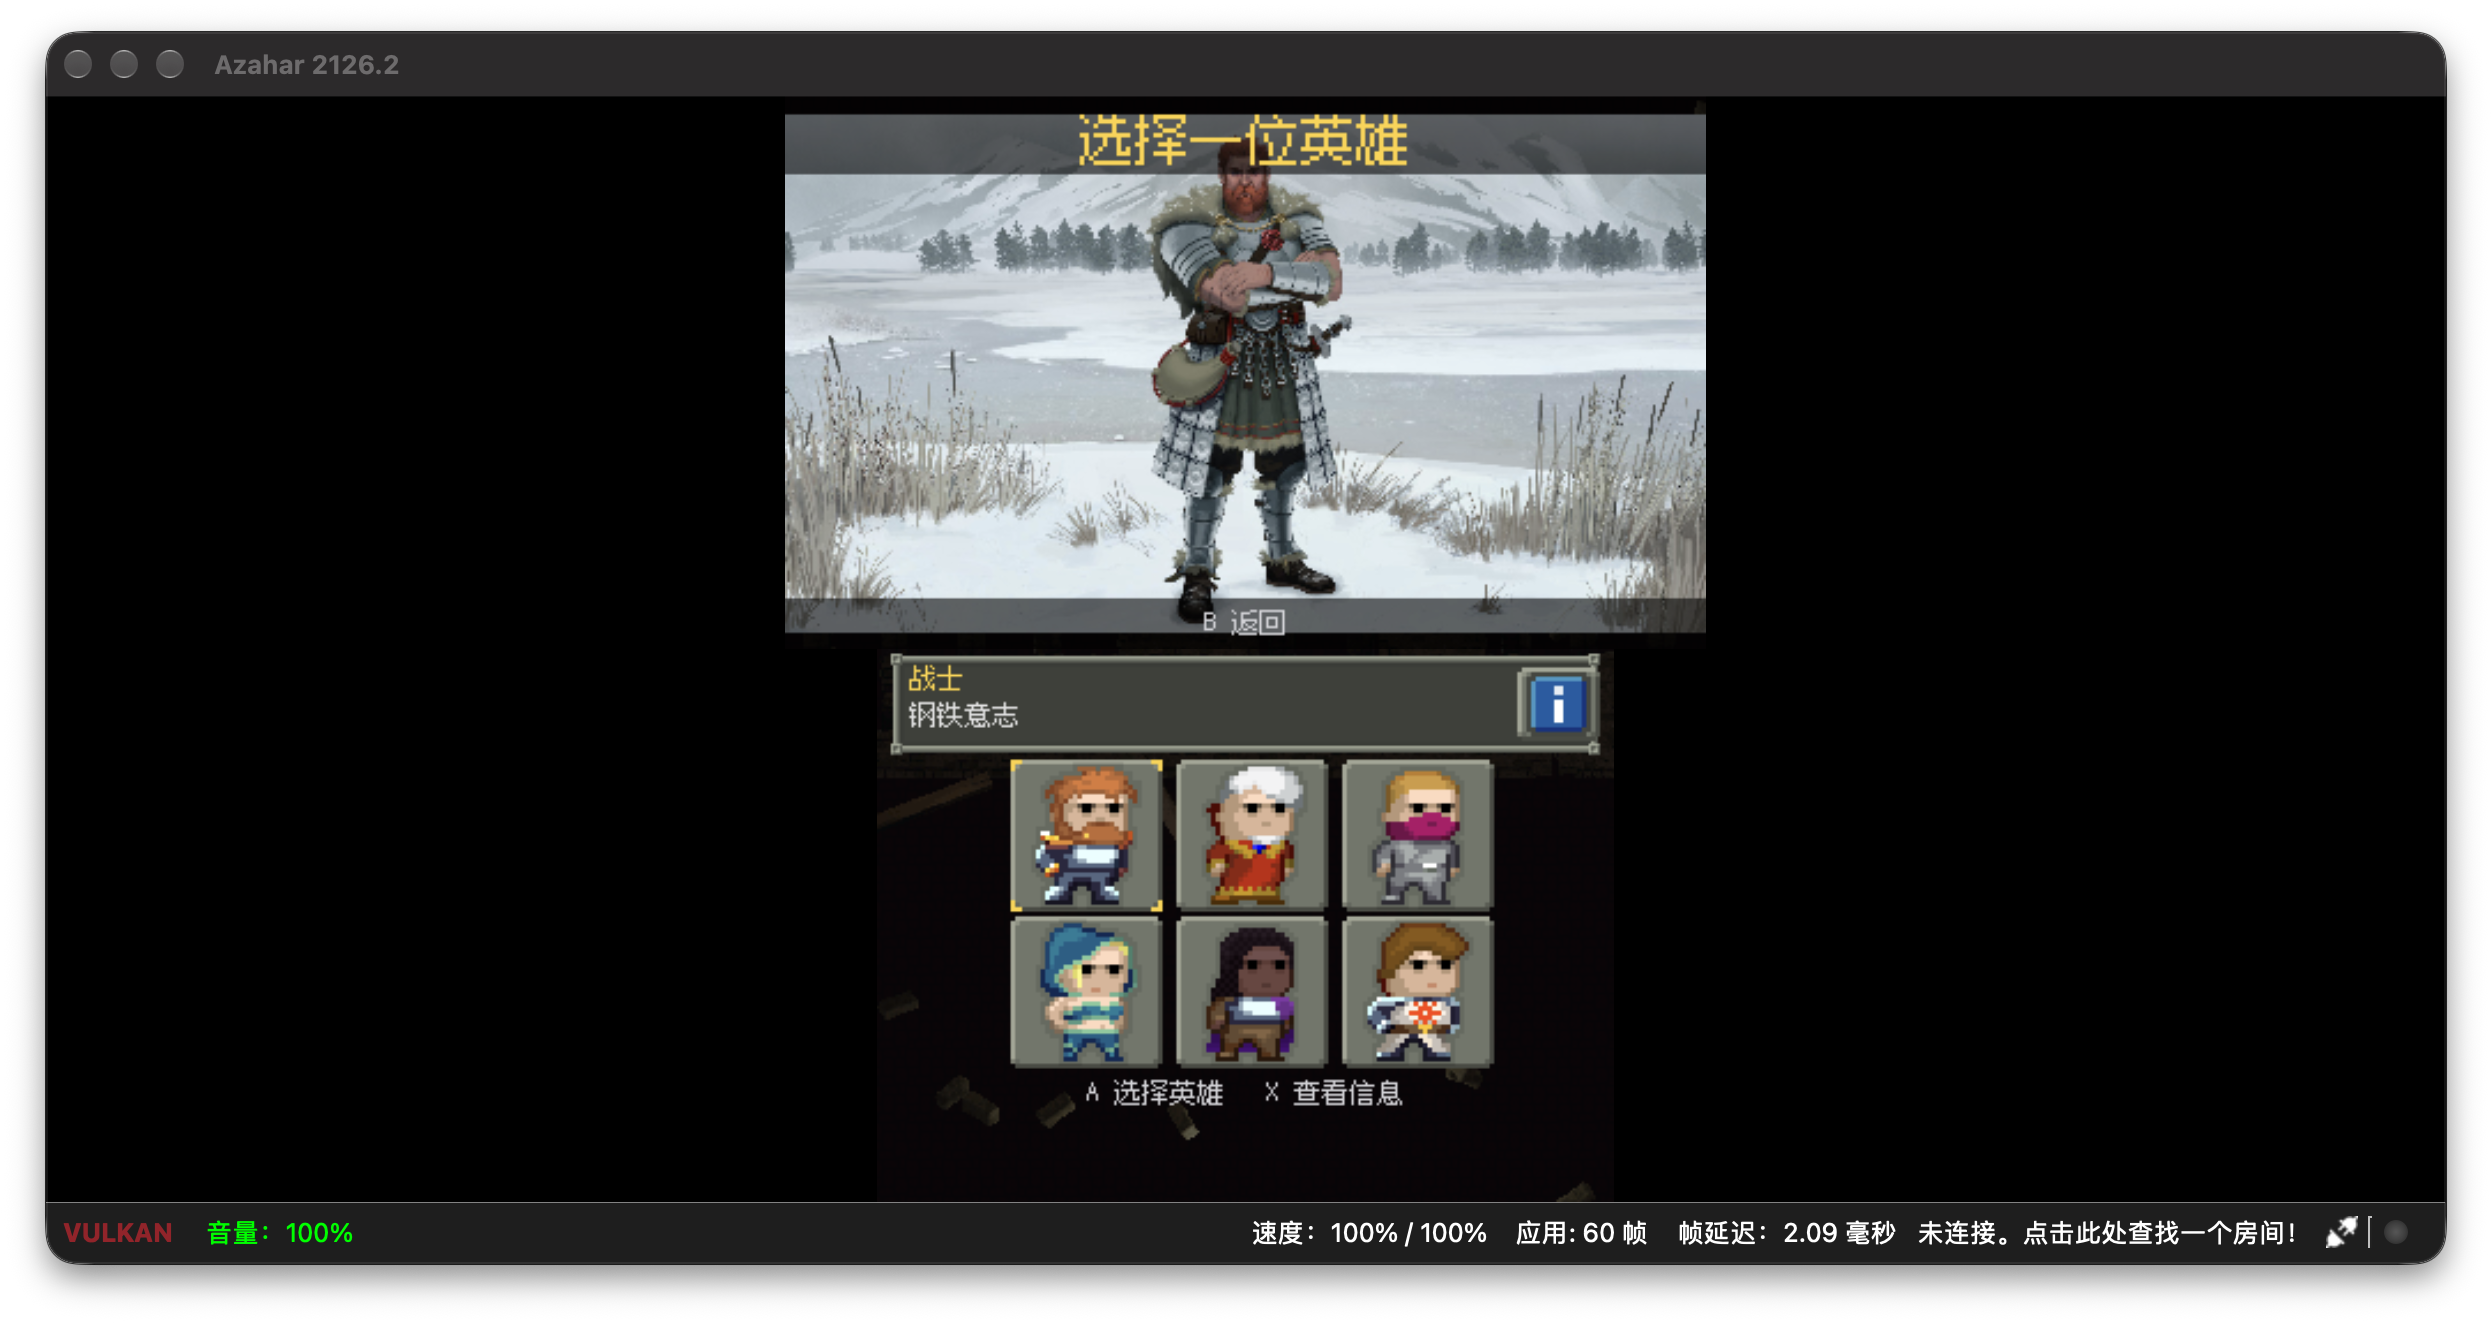 Azahar 2126.2
选择一位英雄
B 返回
战士
钢铁意志
A 选择英雄 X 查看信息
VULKAN 音量：100% 速度：100% / 100% 应用: 60 帧 帧延迟：2.09 毫秒 未连接。点击此处查找一个房间！